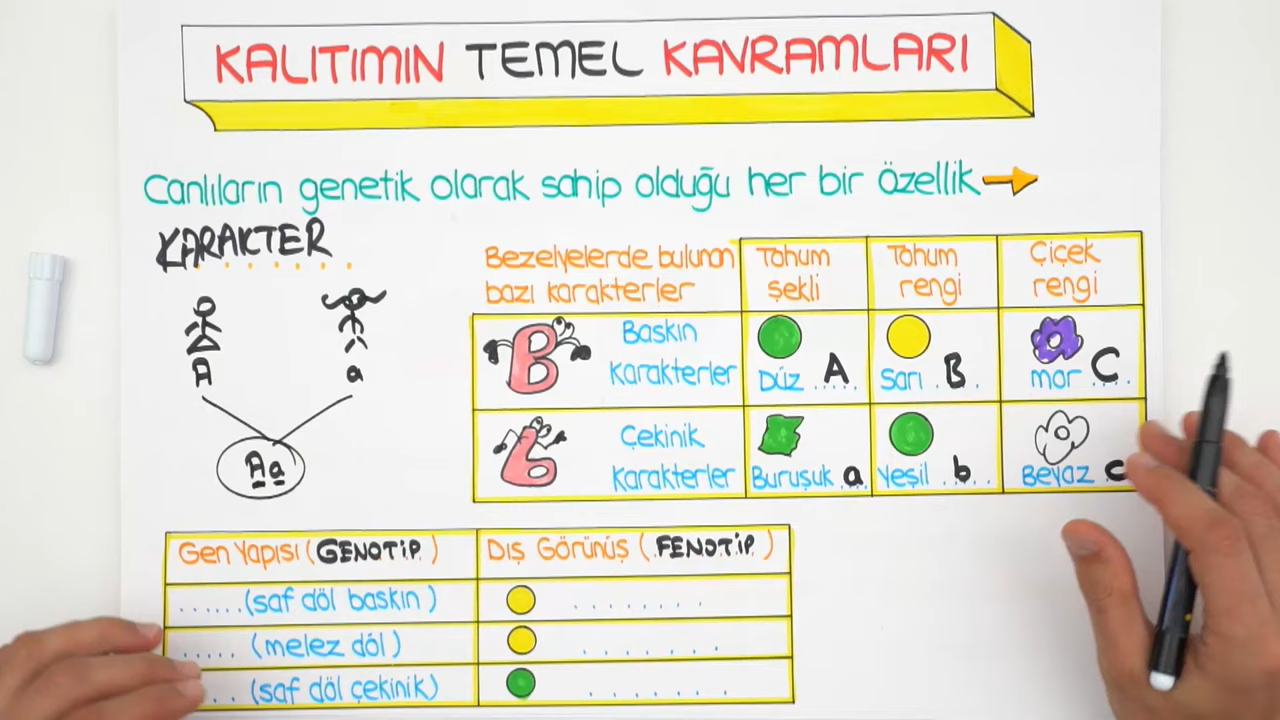 KALITIMIN TEMEL KAVRAMLARI
Canlıların genetik olarak sahip olduğu her bir özellik
KARAKTER
A a
Aa
Bezelyelerde bulunan bazı karakterler
Tohum şekli
Tohum rengi
Çiçek rengi
B
Baskın Karakterler
Düz A
Sarı B
mor C
b
Çekinik Karakterler
Buruşuk a
Yeşil b
Beyaz c
Gen Yapısı (GENOTİP) Dış Görünüş (FENOTİP)
......(saf döl baskın) .......
.....(melez döl) .......
..(saf döl çekinik) .......